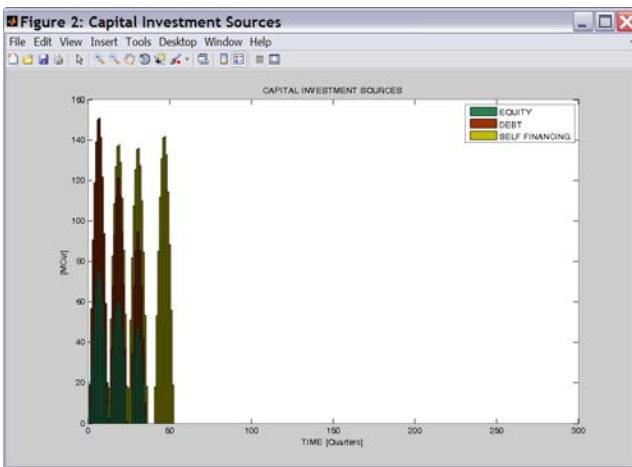 Figure 2: Capital Investment Sources
File Edit View Insert Tools Desktop Window Help
CAPITAL INVESTMENT SOURCES
EQUITY
DEBT
SELF FINANCING
[MCur]
160
140
120
100
80
60
40
20
0
0 50 100 150 200 250 300
TIME [Quarters]